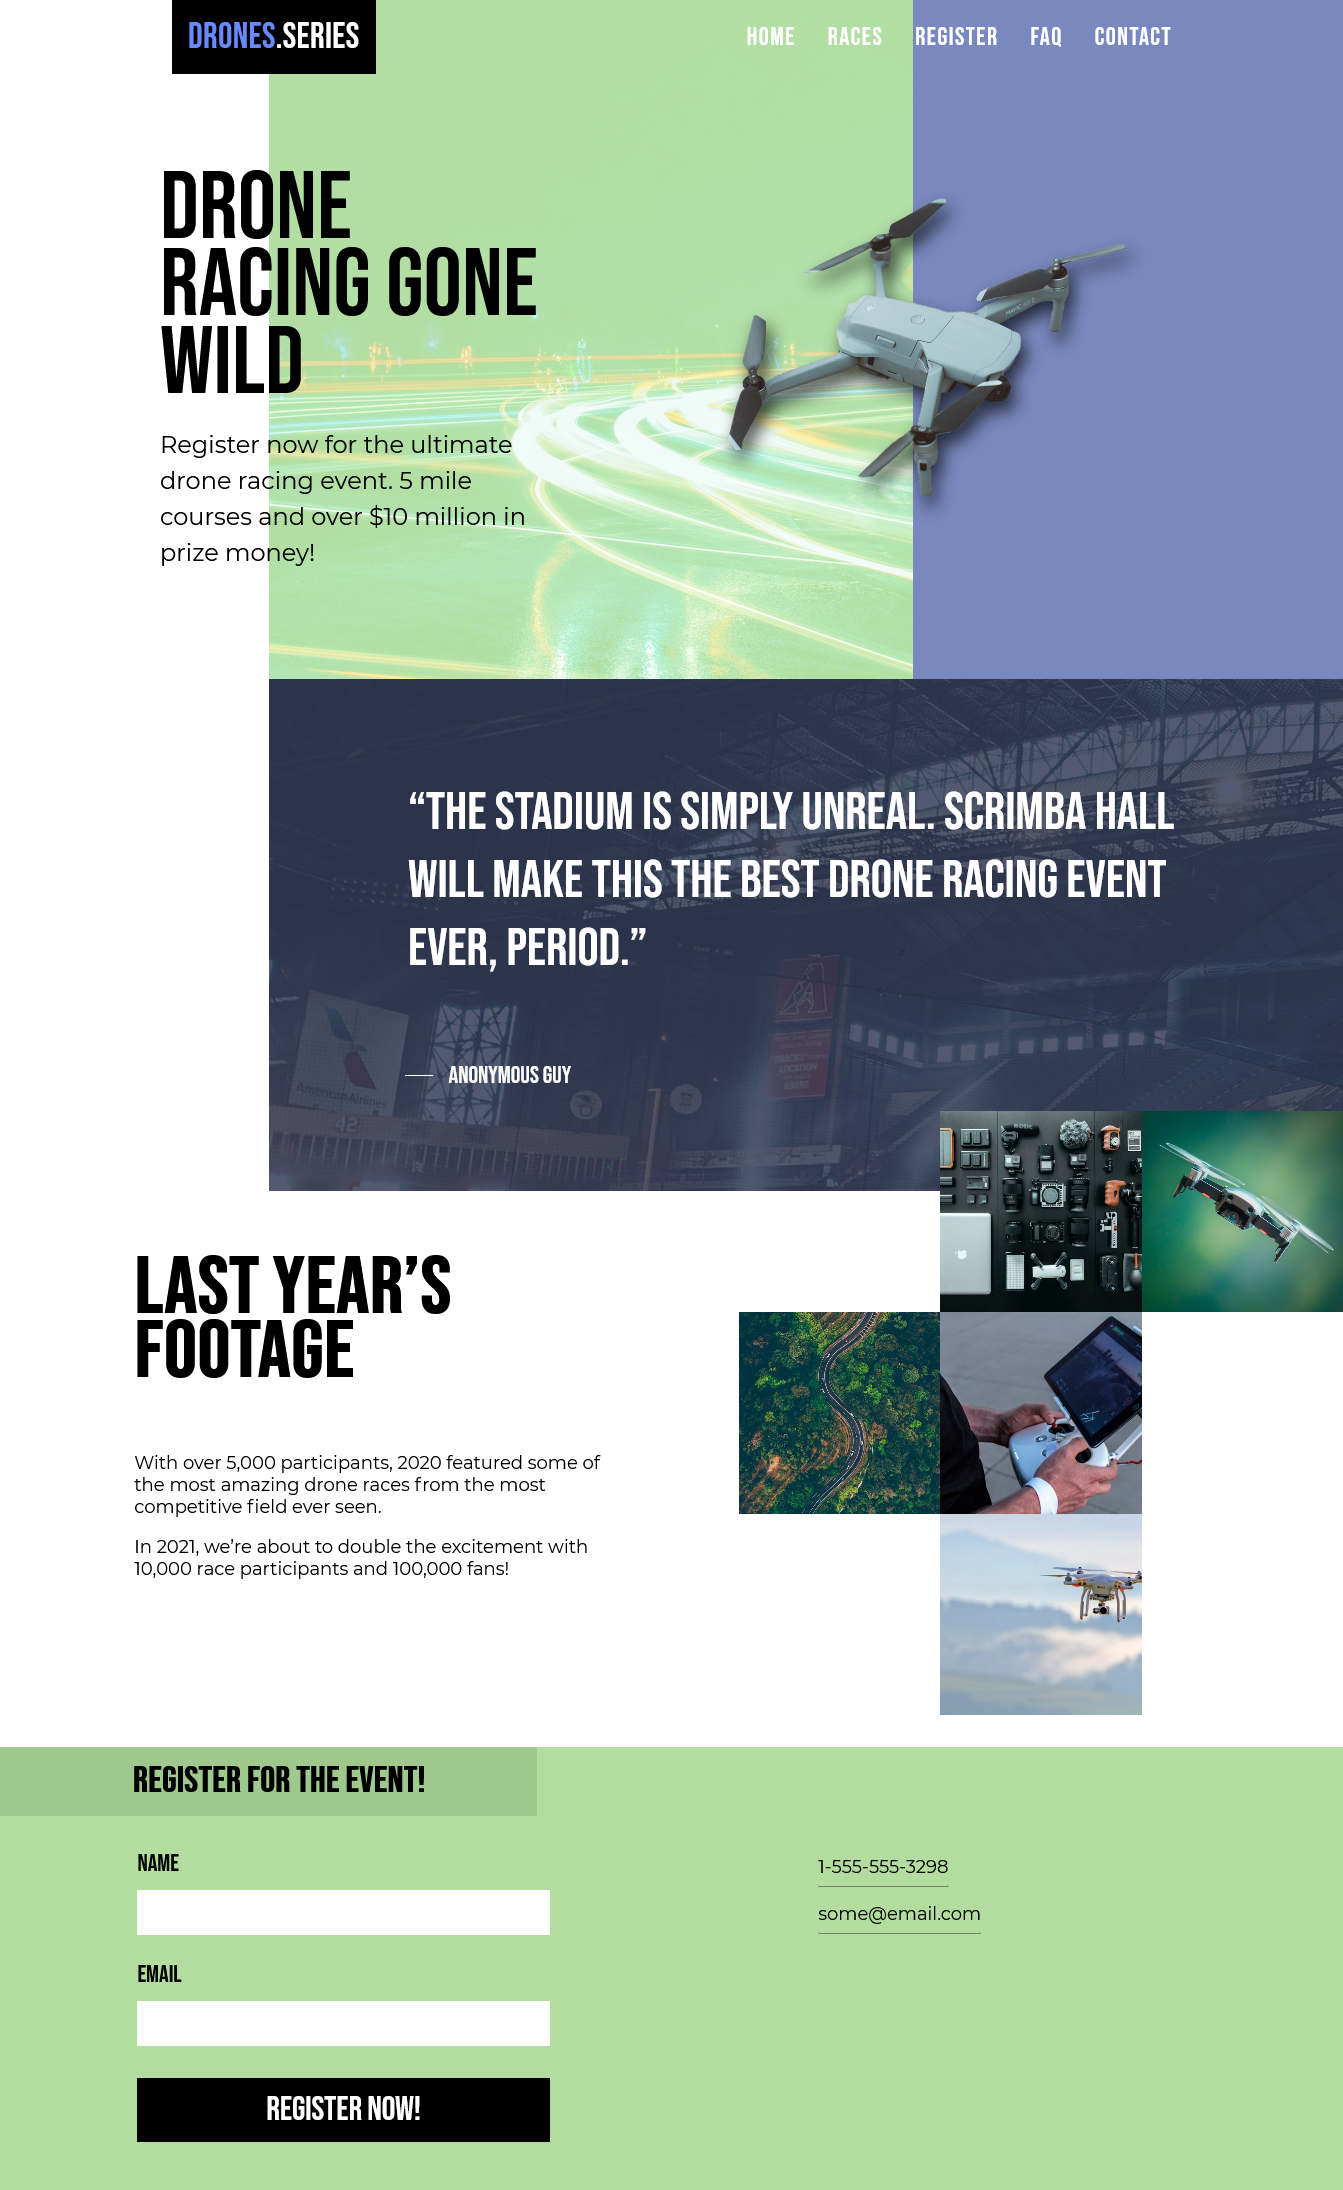 DRONES.SERIES
HOME RACES REGISTER FAQ CONTACT
DRONE
RACING GONE
WILD
Register now for the ultimate
drone racing event. 5 mile
courses and over $10 million in
prize money!
“THE STADIUM IS SIMPLY UNREAL. SCRIMBA HALL
WILL MAKE THIS THE BEST DRONE RACING EVENT
EVER, PERIOD.”
ANONYMOUS GUY
American Airlines
42
LOCATION
RODE
LAST YEAR’S
FOOTAGE
With over 5,000 participants, 2020 featured some of
the most amazing drone races from the most
competitive field ever seen.
In 2021, we’re about to double the excitement with
10,000 race participants and 100,000 fans!
REGISTER FOR THE EVENT!
NAME
1-555-555-3298
some@email.com
EMAIL
REGISTER NOW!